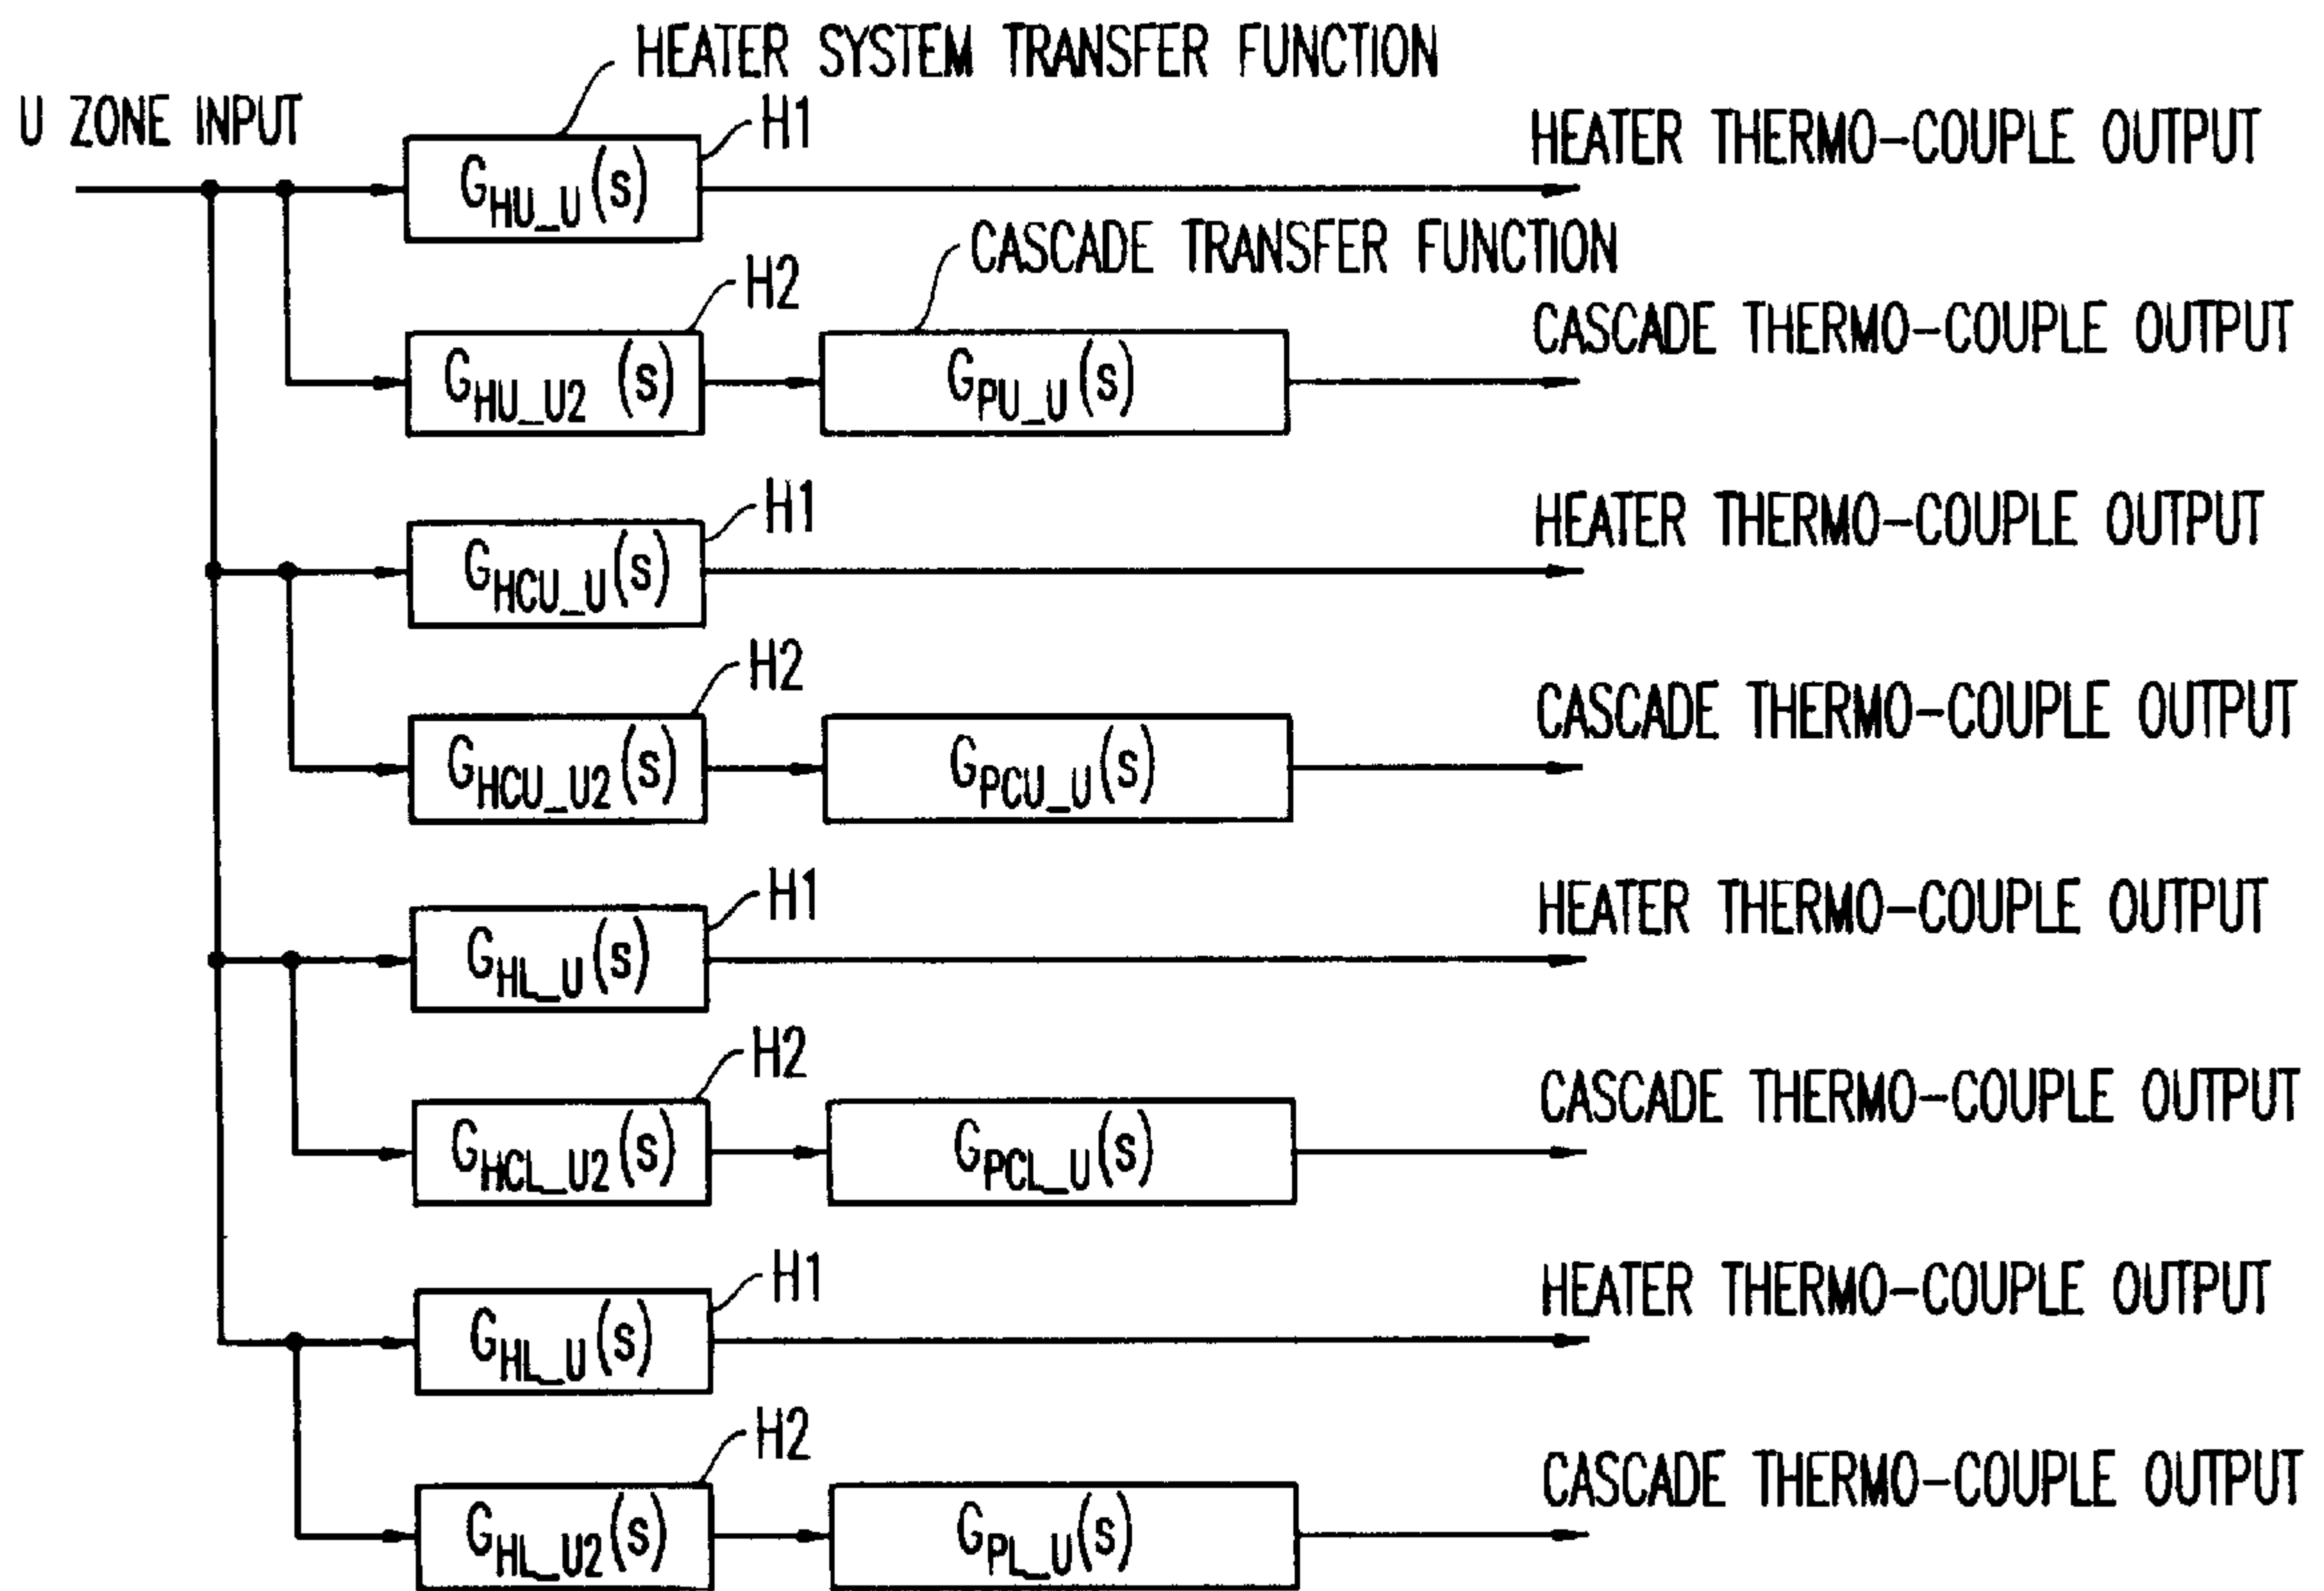 HEATER SYSTEM TRANSFER FUNCTION
U ZONE INPUT
H1
HEATER THERMO-COUPLE OUTPUT
G_HU_U(s)
CASCADE TRANSFER FUNCTION
H2
CASCADE THERMO-COUPLE OUTPUT
G_HU_U2 (s)
G_PU_U(s)
H1
HEATER THERMO-COUPLE OUTPUT
G_HCU_U(s)
H2
CASCADE THERMO-COUPLE OUTPUT
G_HCU_U2(s)
G_PCU_U(s)
H1
HEATER THERMO-COUPLE OUTPUT
G_HL_U(s)
H2
CASCADE THERMO-COUPLE OUTPUT
G_HCL_U2(s)
G_PCL_U(s)
H1
HEATER THERMO-COUPLE OUTPUT
G_HL_U(s)
H2
CASCADE THERMO-COUPLE OUTPUT
G_HL_U2(s)
G_PL_U(s)